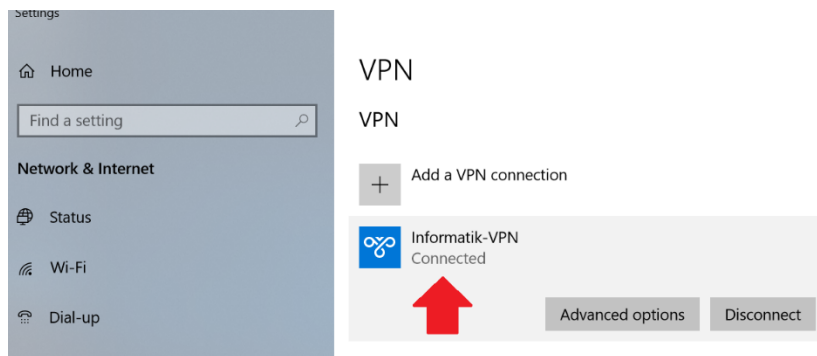 Settings
Home
Find a setting
Network & Internet
Status
Wi-Fi
Dial-up
VPN
VPN
Add a VPN connection
Informatik-VPN
Connected
Advanced options
Disconnect